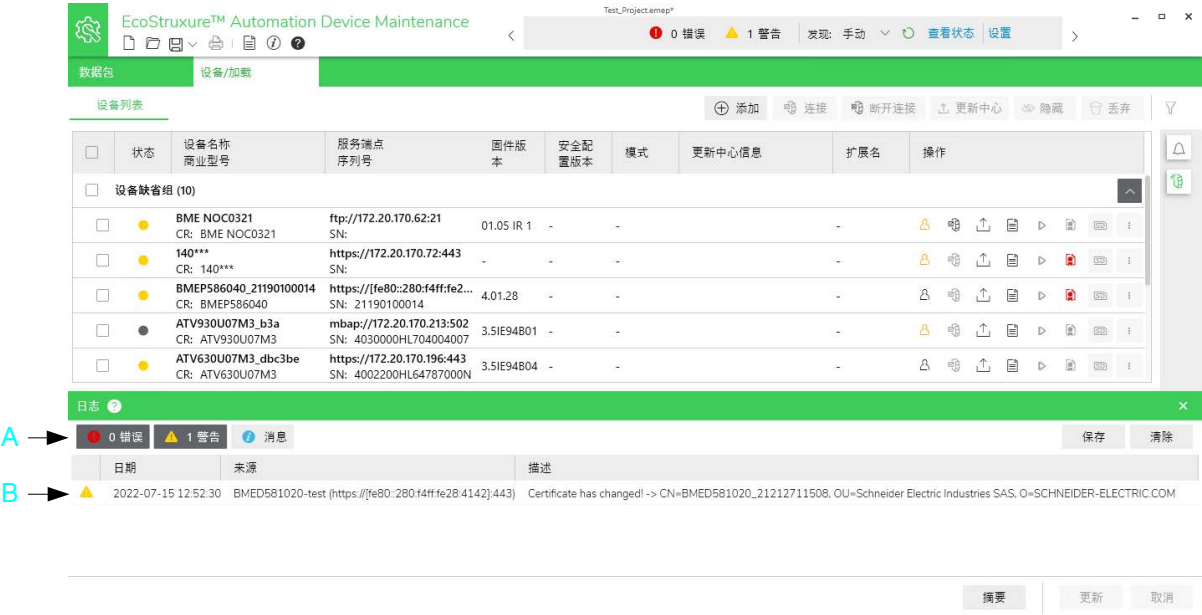 Test_Project.emep*
EcoStruxure™ Automation Device Maintenance
0 错误 1 警告 发现: 手动 查看状态 设置
数据包 设备/加载
设备列表 添加 连接 断开连接 更新中心 隐藏 丢弃
状态 设备名称 商业型号 服务端点 序列号 固件版本 安全配置版本 模式 更新中心信息 扩展名 操作
设备缺省组 (10)
BME NOC0321 ftp://172.20.170.62:21 01.05 IR 1 - - -
CR: BME NOC0321 SN:
140*** https://172.20.170.72:443 - - - -
CR: 140*** SN:
BMEP586040_21190100014 https://[fe80::280:f4ff:fe2... 4.01.28 - - -
CR: BMEP586040 SN: 21190100014
ATV930U07M3_b3a mbap://172.20.170.213:502 3.5IE94B01 - - -
CR: ATV930U07M3 SN: 4030000HL704004007
ATV630U07M3_dbc3be https://172.20.170.196:443 3.5IE94B04 - - -
CR: ATV630U07M3 SN: 4002200HL64787000N
日志 ?
A 0 错误 1 警告 消息 保存 清除
日期 来源 描述
B 2022-07-15 12:52:30 BMED581020-test (https://[fe80::280:f4ff:fe28:4142]:443) Certificate has changed! -> CN=BMED581020_21212711508, OU=Schneider Electric Industries SAS, O=SCHNEIDER-ELECTRIC.COM
摘要 更新 取消